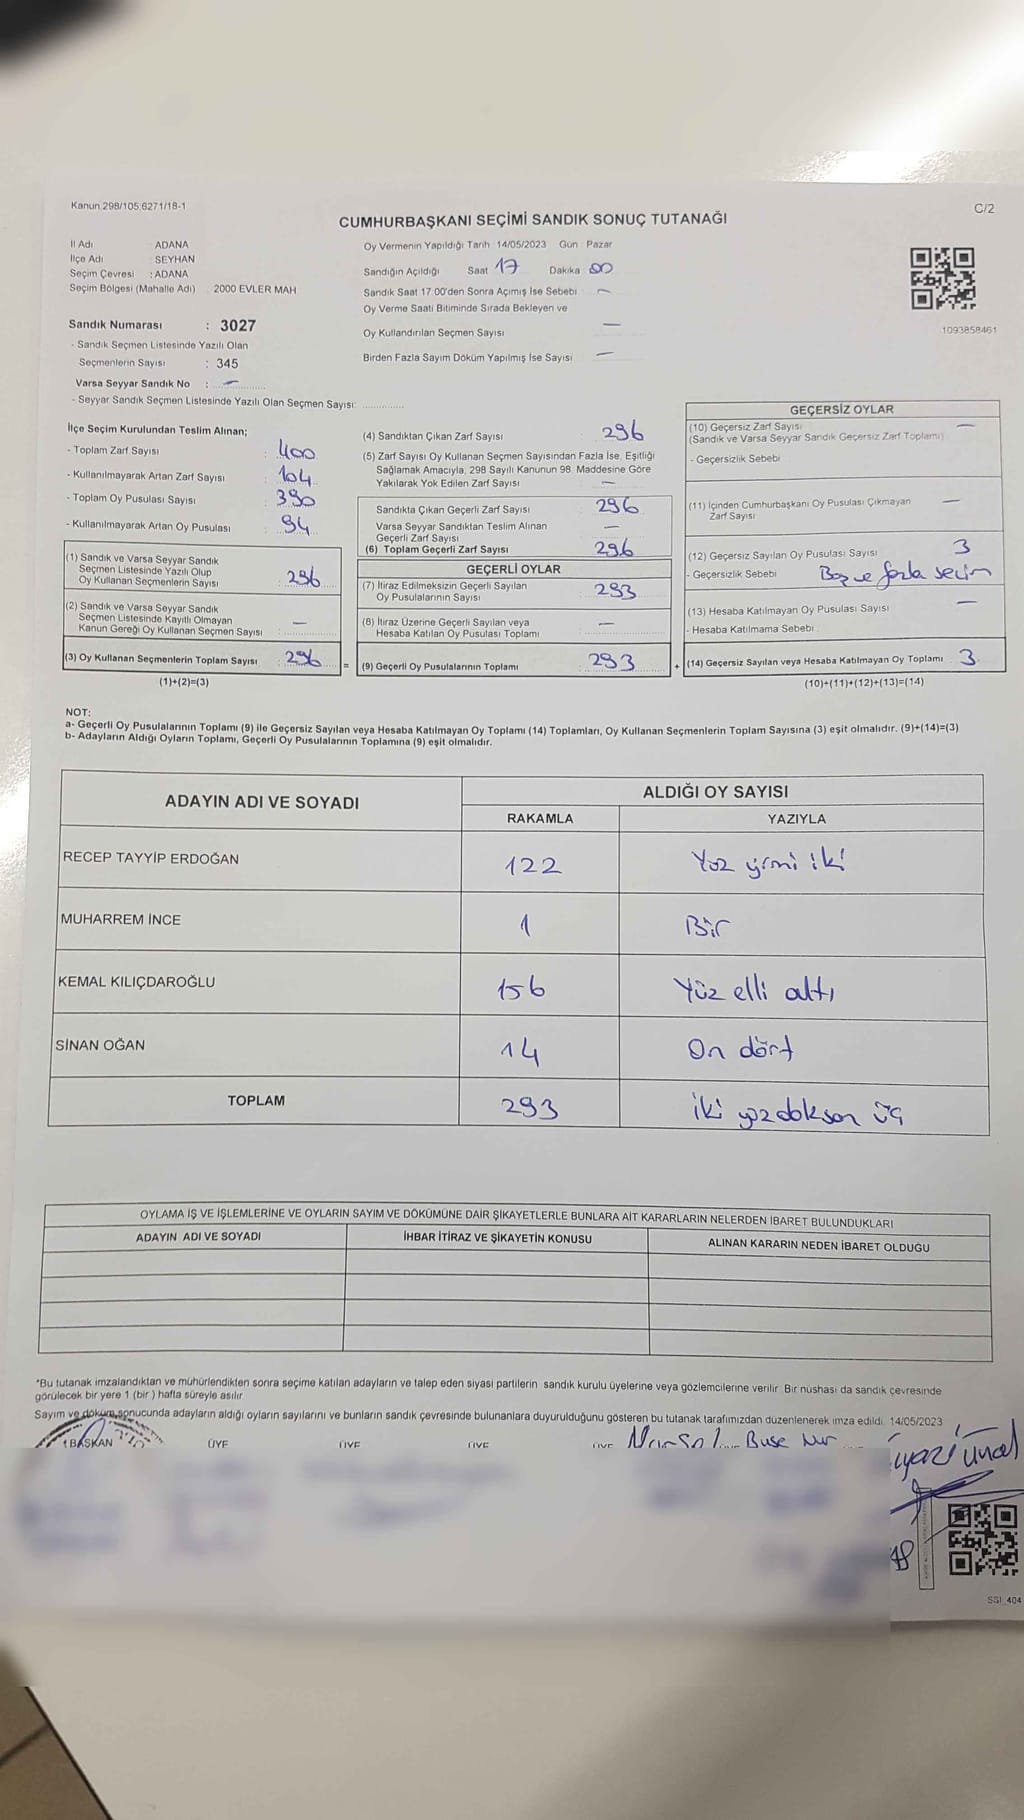 Kanun 298/105;6271/18-1
C/2
CUMHURBAŞKANI SEÇİMİ SANDIK SONUÇ TUTANAĞI
İl Adı ADANA
İlçe Adı SEYHAN
Seçim Çevresi : ADANA
Seçim Bölgesi (Mahalle Adı) 2000 EVLER MAH
Oy Vermenin Yapıldığı Tarih 14/05/2023 Gün Pazar
Sandığın Açıldığı Saat 17 Dakika 00
Sandık Saat 17:00'den Sonra Açımış İse Sebebi –
Oy Verme Saati Bitiminde Sırada Bekleyen ve
Oy Kullandırılan Seçmen Sayısı —
Birden Fazla Sayım Döküm Yapılmış İse Sayısı —
1093858461
Sandık Numarası : 3027
- Sandık Seçmen Listesinde Yazılı Olan
Seçmenlerin Sayısı : 345
Varsa Seyyar Sandık No : –
- Seyyar Sandık Seçmen Listesinde Yazılı Olan Seçmen Sayısı:
İlçe Seçim Kurulundan Teslim Alınan;
- Toplam Zarf Sayısı : 400
- Kullanılmayarak Artan Zarf Sayısı : 104
- Toplam Oy Pusulası Sayısı : 390
- Kullanılmayarak Artan Oy Pusulası : 94
(1) Sandık ve Varsa Seyyar Sandık
Seçmen Listesinde Yazılı Olup
Oy Kullanan Seçmenlerin Sayısı : 296
(2) Sandık ve Varsa Seyyar Sandık
Seçmen Listesinde Kayıtlı Olmayan
Kanun Gereği Oy Kullanan Seçmen Sayısı —
(3) Oy Kullanan Seçmenlerin Toplam Sayısı : 296 =
(1)+(2)=(3)
(4) Sandıktan Çıkan Zarf Sayısı : 296
(5) Zarf Sayısı Oy Kullanan Seçmen Sayısından Fazla İse, Eşitliği
Sağlamak Amacıyla, 298 Sayılı Kanunun 98. Maddesine Göre
Yakılarak Yok Edilen Zarf Sayısı —
Sandıkta Çıkan Geçerli Zarf Sayısı 296
Varsa Seyyar Sandıktan Teslim Alınan
Geçerli Zarf Sayısı —
(6) Toplam Geçerli Zarf Sayısı 296
GEÇERLİ OYLAR
(7) İtiraz Edilmeksizin Geçerli Sayılan
Oy Pusulalarının Sayısı : 293
(8) İtiraz Üzerine Geçerli Sayılan veya
Hesaba Katılan Oy Pusulası Toplamı —
(9) Geçerli Oy Pusulalarının Toplamı : 293 +
GEÇERSİZ OYLAR
(10) Geçersiz Zarf Sayısı —
(Sandık ve Varsa Seyyar Sandık Geçersiz Zarf Toplamı)
- Geçersizlik Sebebi
(11) İçinden Cumhurbaşkanı Oy Pusulası Çıkmayan —
Zarf Sayısı
(12) Geçersiz Sayılan Oy Pusulası Sayısı 3
- Geçersizlik Sebebi Boş ve fazla seçim
(13) Hesaba Katılmayan Oy Pusulası Sayısı —
- Hesaba Katılmama Sebebi
(14) Geçersiz Sayılan veya Hesaba Katılmayan Oy Toplamı 3
(10)+(11)+(12)+(13)=(14)
NOT:
a- Geçerli Oy Pusulalarının Toplamı (9) ile Geçersiz Sayılan veya Hesaba Katılmayan Oy Toplamı (14) Toplamları, Oy Kullanan Seçmenlerin Toplam Sayısına (3) eşit olmalıdır. (9)+(14)=(3)
b- Adayların Aldığı Oyların Toplamı, Geçerli Oy Pusulalarının Toplamına (9) eşit olmalıdır.
ADAYIN ADI VE SOYADI ALDIĞI OY SAYISI
RAKAMLA YAZIYLA
RECEP TAYYİP ERDOĞAN 122 Yüz yirmi iki
MUHARREM İNCE 1 Bir
KEMAL KILIÇDAROĞLU 156 Yüz elli altı
SİNAN OĞAN 14 On dört
TOPLAM 293 iki yüz doksan üç
OYLAMA İŞ VE İŞLEMLERİNE VE OYLARIN SAYIM VE DÖKÜMÜNE DAİR ŞİKAYETLERLE BUNLARA AİT KARARLARIN NELERDEN İBARET BULUNDUKLARI
ADAYIN ADI VE SOYADI İHBAR İTİRAZ VE ŞİKAYETİN KONUSU ALINAN KARARIN NEDEN İBARET OLDUĞU
*Bu tutanak imzalandıktan ve mühürlendikten sonra seçime katılan adayların ve talep eden siyasi partilerin sandık kurulu üyelerine veya gözlemcilerine verilir. Bir nüshası da sandık çevresinde
görülecek bir yere 1 (bir ) hafta süreyle asılır
Sayım ve döküm sonucunda adayların aldığı oyların sayılarını ve bunların sandık çevresinde bulunanlara duyurulduğunu gösteren bu tutanak tarafımızdan düzenlenerek imza edildi. 14/05/2023
BAŞKAN ÜYE ÜYE ÜYE ÜYE Buse Nur
Ünal
SSI_404